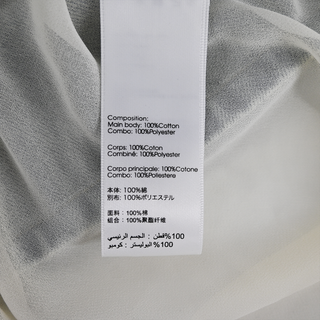 Composition:
Main body: 100%Cotton
Combo: 100%Polyester
Corps: 100%Coton
Combiné: 100%Polyester
Corpo principale: 100%Cotone
Combo: 100%Poliestere
本体: 100%綿
別布: 100%ポリエステル
面料: 100%棉
组合: 100%聚酯纤维
100% قطن : الجسم الرئيسي
100% البوليستر : كومبو